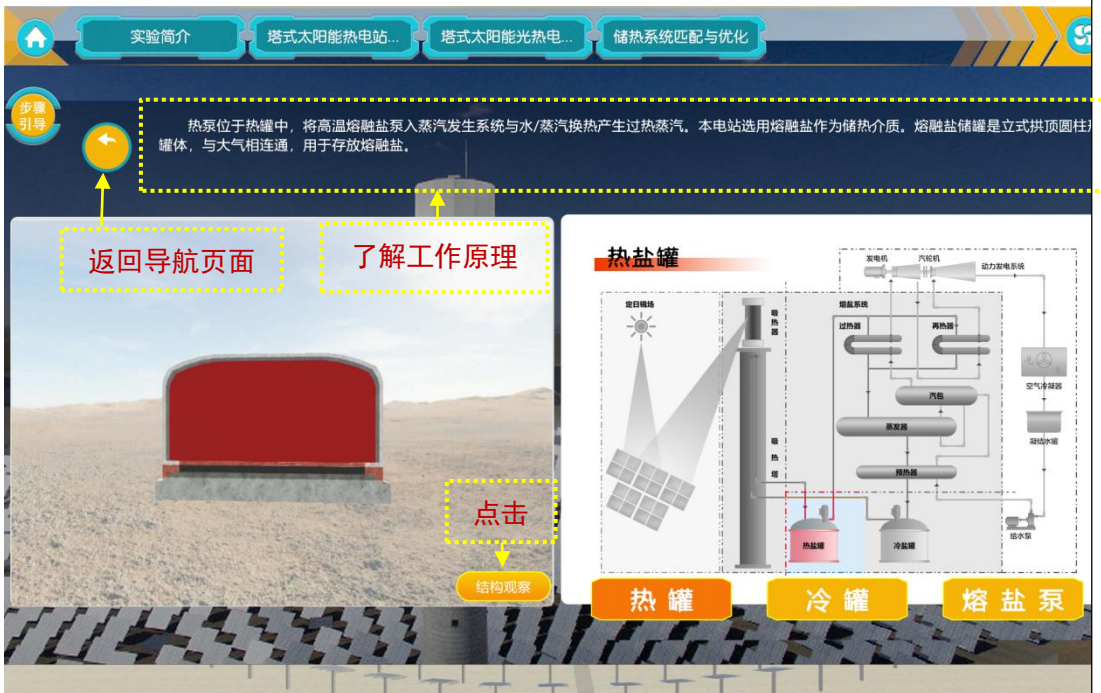 实验简介
塔式太阳能热电站...
塔式太阳能光热电...
储热系统匹配与优化
步骤
引导
热泵位于热罐中，将高温熔融盐泵入蒸汽发生系统与水/蒸汽换热产生过热蒸汽。本电站选用熔融盐作为储热介质。熔融盐储罐是立式拱顶圆柱形
罐体，与大气相连通，用于存放熔融盐。
返回导航页面
了解工作原理
点击
结构观察
热盐罐
发电机
汽轮机
动力发电系统
定日镜场
吸热器
熔盐系统
过热器
再热器
空气冷凝器
汽包
蒸发器
凝结水罐
吸热塔
预热器
热盐罐
冷盐罐
给水泵
热罐
冷罐
熔盐泵